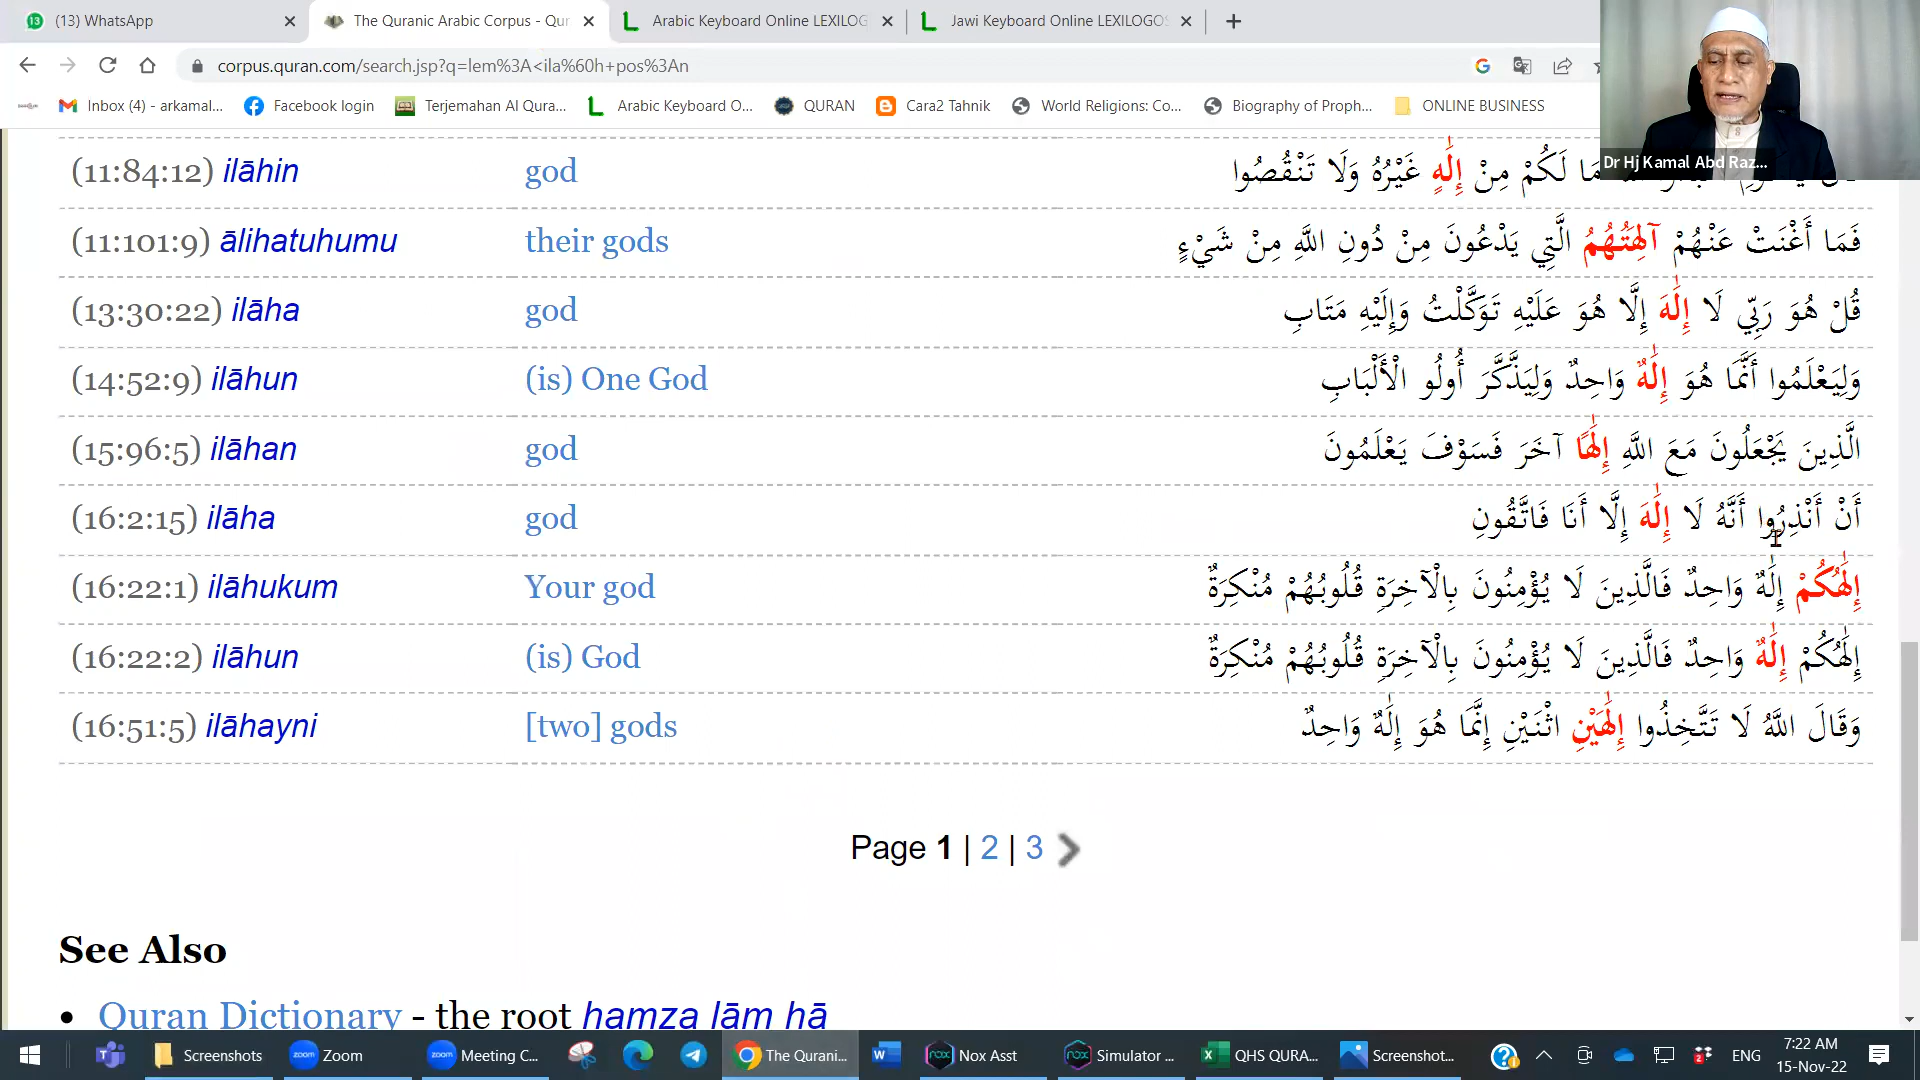 (13) WhatsApp
The Quranic Arabic Corpus - Qur
Arabic Keyboard Online LEXILOG
Jawi Keyboard Online LEXILOGOS
corpus.quran.com/search.jsp?q=lem%3A<ila%60h+pos%3An
Inbox (4) - arkamal... Facebook login Terjemahan Al Qura... Arabic Keyboard O... QURAN Cara2 Tahnik World Religions: Co... Biography of Proph... ONLINE BUSINESS
Dr Hj Kamal Abd Raz...
(11:84:12) ilāhin god مَا لَكُمْ مِنْ إِلَٰهٍ غَيْرُهُ وَلَا تَنْقُصُوا
(11:101:9) ālihatuhumu their gods فَمَا أَغْنَتْ عَنْهُمْ آلِهَتُهُمُ الَّتِي يَدْعُونَ مِنْ دُونِ اللَّهِ مِنْ شَيْءٍ
(13:30:22) ilāha god قُلْ هُوَ رَبِّي لَا إِلَٰهَ إِلَّا هُوَ عَلَيْهِ تَوَكَّلْتُ وَإِلَيْهِ مَتَابِ
(14:52:9) ilāhun (is) One God وَلِيَعْلَمُوا أَنَّمَا هُوَ إِلَٰهٌ وَاحِدٌ وَلِيَذَّكَّرَ أُولُو الْأَلْبَابِ
(15:96:5) ilāhan god الَّذِينَ يَجْعَلُونَ مَعَ اللَّهِ إِلَٰهًا آخَرَ فَسَوْفَ يَعْلَمُونَ
(16:2:15) ilāha god أَنْ أَنْذِرُوا أَنَّهُ لَا إِلَٰهَ إِلَّا أَنَا فَاتَّقُونِ
(16:22:1) ilāhukum Your god إِلَٰهُكُمْ إِلَٰهٌ وَاحِدٌ فَالَّذِينَ لَا يُؤْمِنُونَ بِالْآخِرَةِ قُلُوبُهُمْ مُنْكِرَةٌ
(16:22:2) ilāhun (is) God إِلَٰهُكُمْ إِلَٰهٌ وَاحِدٌ فَالَّذِينَ لَا يُؤْمِنُونَ بِالْآخِرَةِ قُلُوبُهُمْ مُنْكِرَةٌ
(16:51:5) ilāhayni [two] gods وَقَالَ اللَّهُ لَا تَتَّخِذُوا إِلَٰهَيْنِ اثْنَيْنِ إِنَّمَا هُوَ إِلَٰهٌ وَاحِدٌ
Page 1 | 2 | 3
See Also
• Quran Dictionary - the root hamza lām hā
Screenshots Zoom Meeting C... The Qurani... Nox Asst Simulator ... QHS QURA... Screenshot... ENG 7:22 AM
15-Nov-22